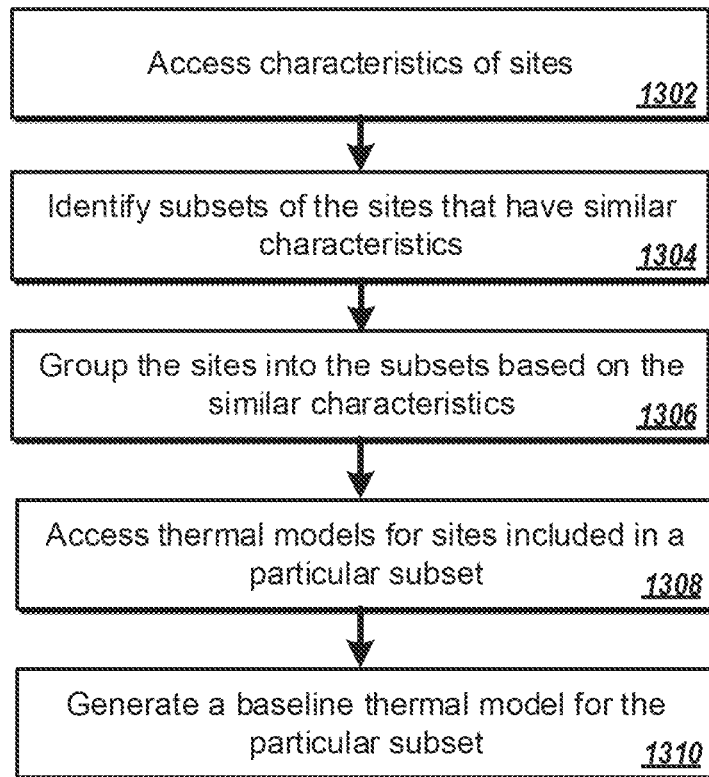 Access characteristics of sites
1302
Identify subsets of the sites that have similar
characteristics
1304
Group the sites into the subsets based on the
similar characteristics
1306
Access thermal models for sites included in a
particular subset
1308
Generate a baseline thermal model for the
particular subset
1310